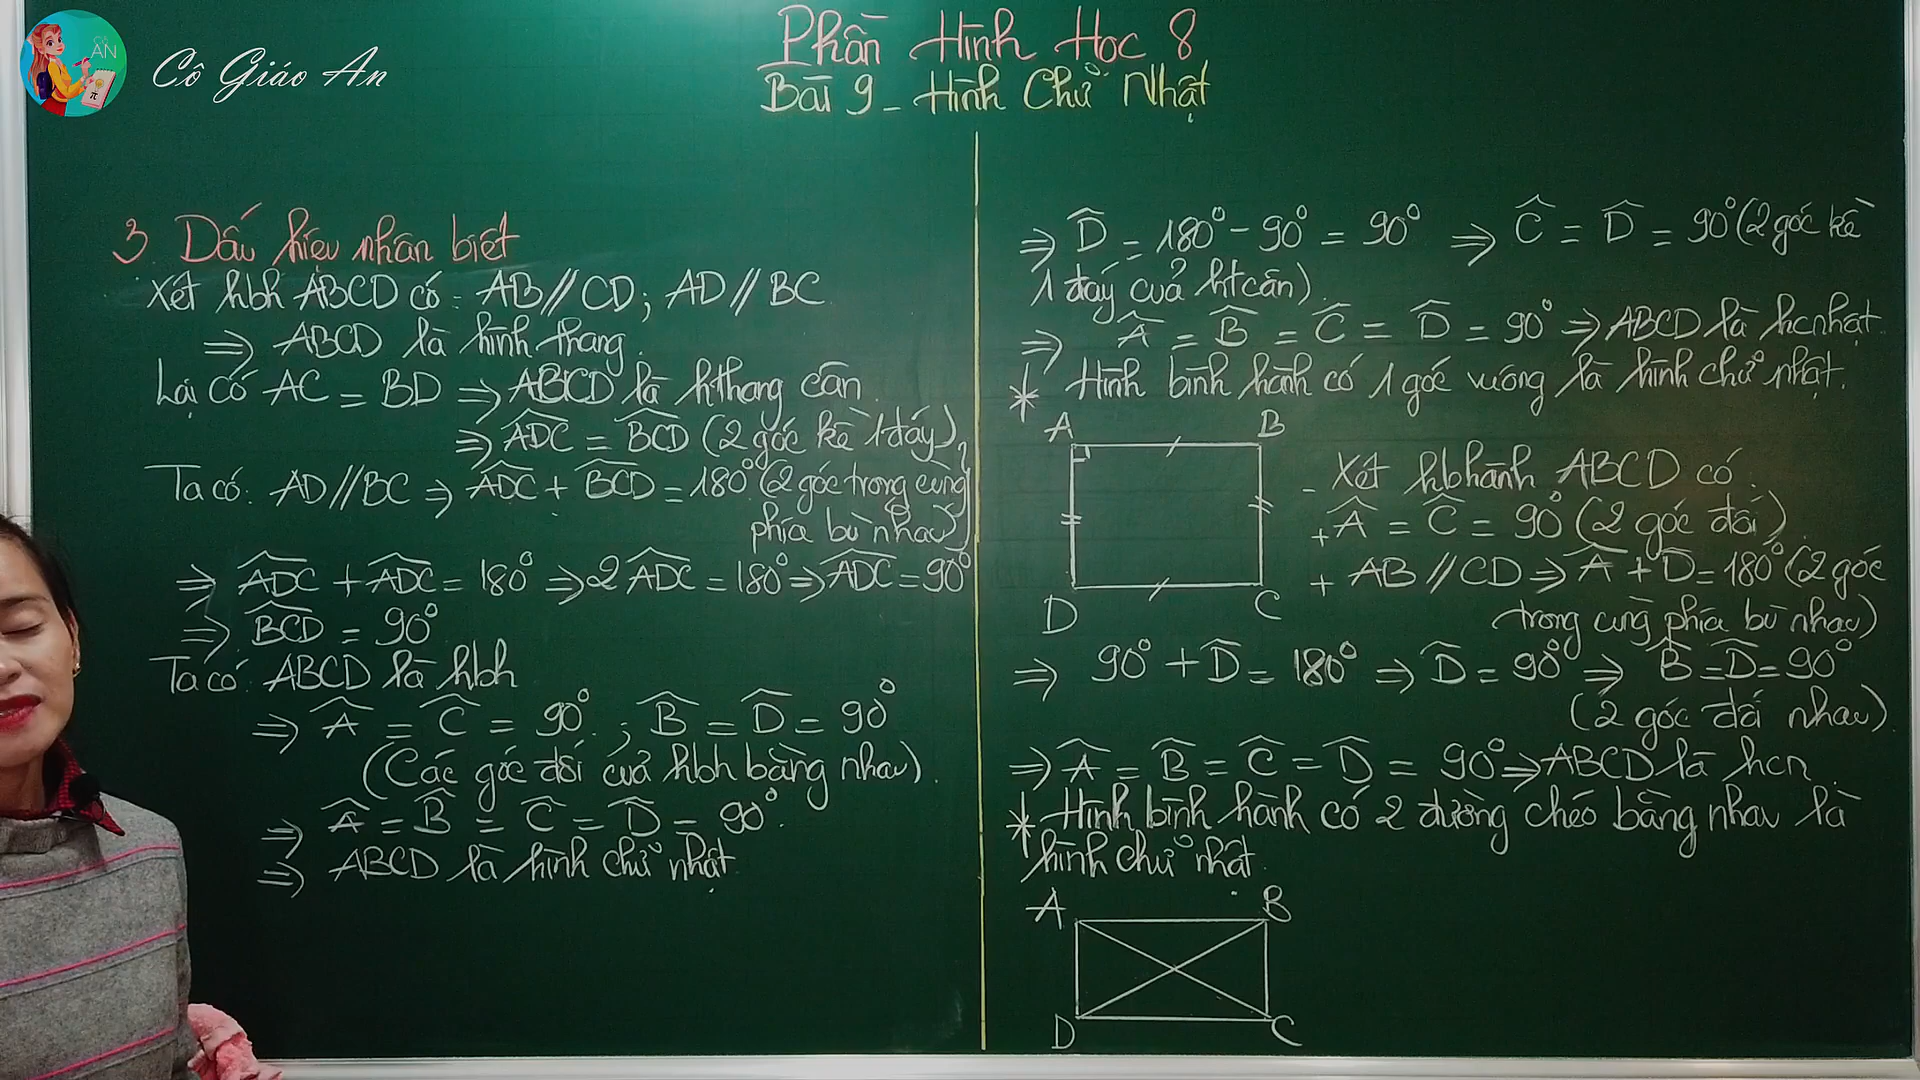 AN
Cô Giáo An
Phần Hình Học 8
Bài 9 - Hình Chữ Nhật
3. Dấu hiệu nhận biết
Xét hbh ABCD có: AB // CD; AD // BC
=> ABCD là hình thang.
Lại có AC = BD => ABCD là hthang cân
=> ADC = BCD (2 góc kề 1 đáy)
Ta có: AD // BC => ADC + BCD = 180° (2 góc trong cùng
phía bù nhau)
=> ADC + ADC = 180° => 2 ADC = 180° => ADC = 90°
=> BCD = 90°
Ta có: ABCD là hbh
=> A = C = 90°; B = D = 90°
(Các góc đối của hbh bằng nhau).
=> A = B = C = D = 90°.
=> ABCD là hình chữ nhật.
=> D = 180° - 90° = 90° => C = D = 90° (2 góc kề
1 đáy của ht cân).
=> A = B = C = D = 90° => ABCD là hcnhật
* Hình bình hành có 1 góc vuông là hình chữ nhật.
A B
D C
- Xét hbhành ABCD có:
+ A = C = 90° (2 góc đối)
+ AB // CD => A + D = 180° (2 góc
trong cùng phía bù nhau)
=> 90° + D = 180° => D = 90° => B = D = 90°
(2 góc đối nhau)
=> A = B = C = D = 90° => ABCD là hcn
* Hình bình hành có 2 đường chéo bằng nhau là
hình chữ nhật.
A B
D C